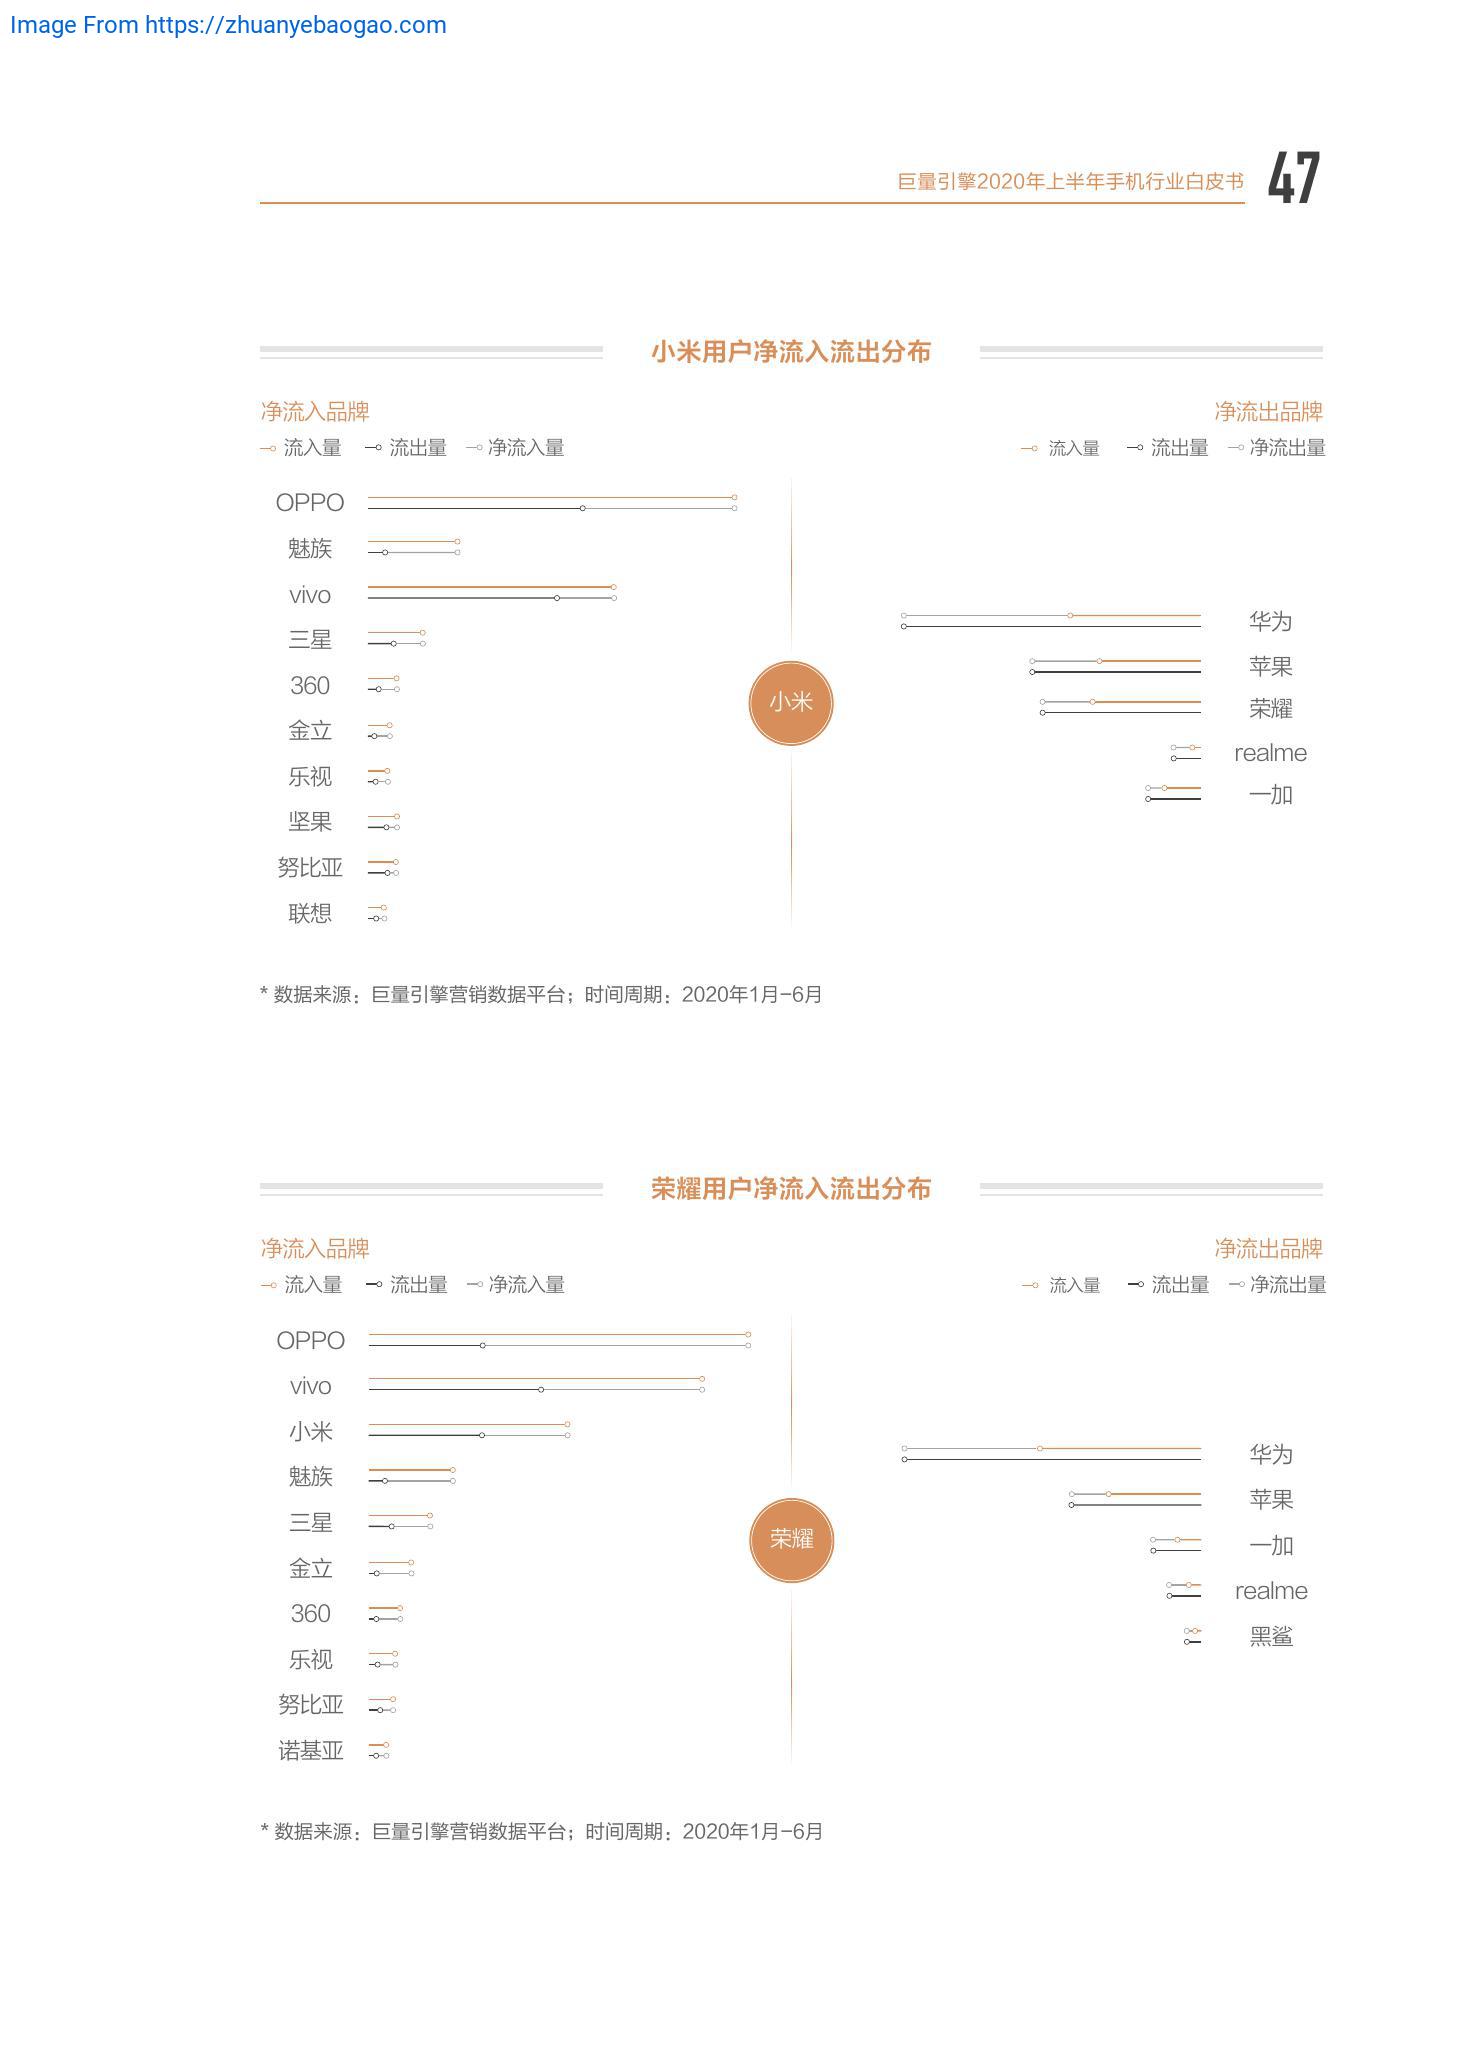 Image From https://zhuanyebaogao.com
巨量引擎2020年上半年手机行业白皮书 47
小米用户净流入流出分布
净流入品牌 净流出品牌
流入量 流出量 净流入量 流入量 流出量 净流出量
OPPO
魅族
vivo
华为
三星
苹果
360
小米
荣耀
金立
realme
乐视
一加
坚果
努比亚
联想
* 数据来源：巨量引擎营销数据平台；时间周期：2020年1月-6月
荣耀用户净流入流出分布
净流入品牌 净流出品牌
流入量 流出量 净流入量 流入量 流出量 净流出量
OPPO
vivo
小米
华为
魅族
苹果
三星
荣耀
一加
金立
realme
360
黑鲨
乐视
努比亚
诺基亚
* 数据来源：巨量引擎营销数据平台；时间周期：2020年1月-6月